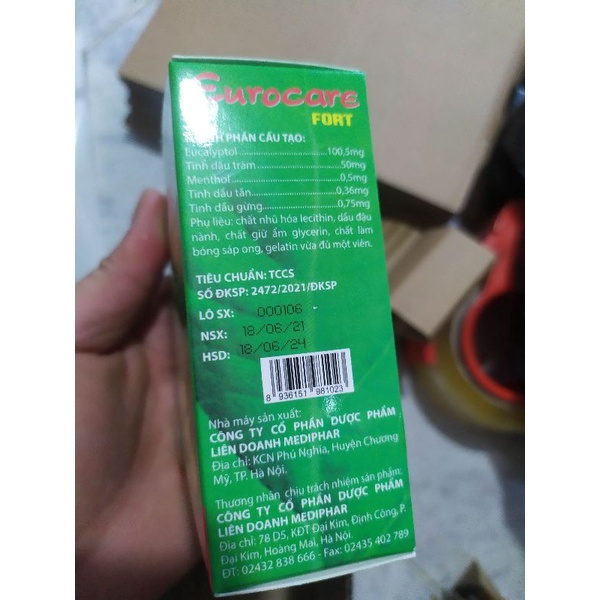 Eurocare
FORT
PHẦN CẤU TẠO:
Eucalyptol..............................100,5mg
Tinh dầu tràm..............................50mg
Menthol..............................0,5mg
Tinh dầu tần..............................0,36mg
Tinh dầu gừng..............................0,75mg
Phụ liệu: chất nhũ hóa lecithin, dầu đậu
nành, chất giữ ẩm glycerin, chất làm
bóng sáp ong, gelatin vừa đủ một viên.
TIÊU CHUẨN: TCCS
SỐ ĐKSP: 2472/2021/ĐKSP
LÔ SX: 000106
NSX: 18/06/21
HSD: 18/06/24
8 936151 981023
Nhà máy sản xuất:
CÔNG TY CỔ PHẦN DƯỢC PHẨM
LIÊN DOANH MEDIPHAR
Địa chỉ: KCN Phú Nghĩa, Huyện Chương
Mỹ, TP. Hà Nội.
Thương nhân chịu trách nhiệm sản phẩm:
CÔNG TY CỔ PHẦN DƯỢC PHẨM
LIÊN DOANH MEDIPHAR
Địa chỉ: 78 D5, KĐT Đại Kim, Định Công, P.
Đại Kim, Hoàng Mai, Hà Nội.
ĐT: 02432 838 666 - Fax: 02435 402 789